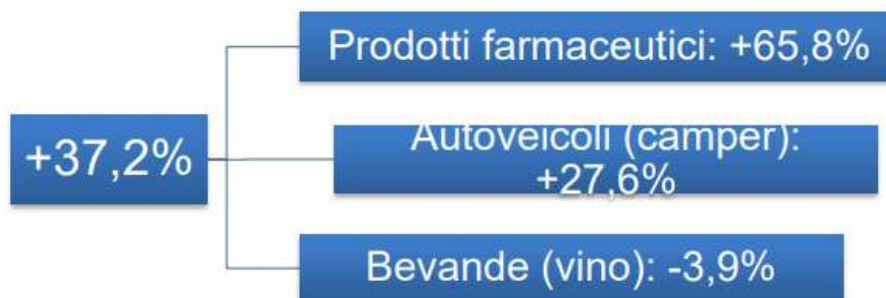 Prodotti farmaceutici: +65,8%
+37,2%
Autoveicoli (camper):
+27,6%
Bevande (vino): -3,9%